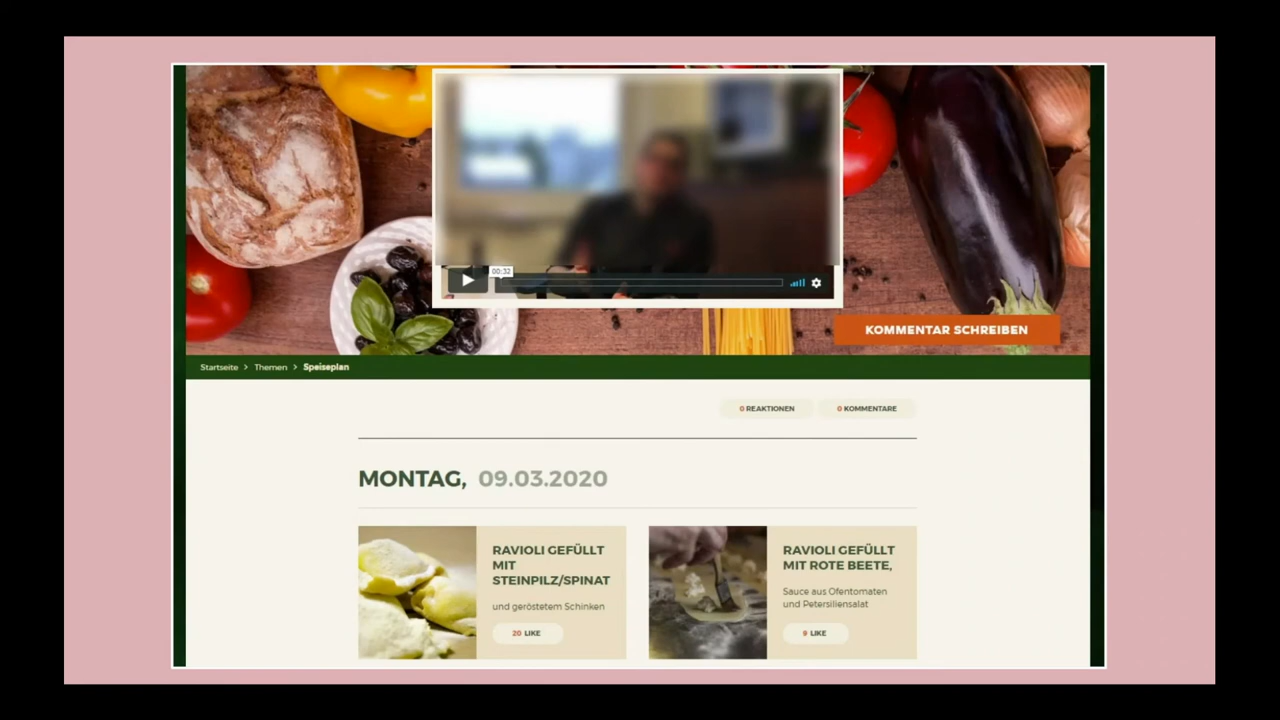 00:32
KOMMENTAR SCHREIBEN
Startseite > Themen > Speiseplan
0 REAKTIONEN 0 KOMMENTARE
MONTAG, 09.03.2020
RAVIOLI GEFÜLLT
MIT
STEINPILZ/SPINAT
und geröstetem Schinken
20 LIKE
RAVIOLI GEFÜLLT
MIT ROTE BEETE,
Sauce aus Ofentomaten
und Petersiliensalat
9 LIKE